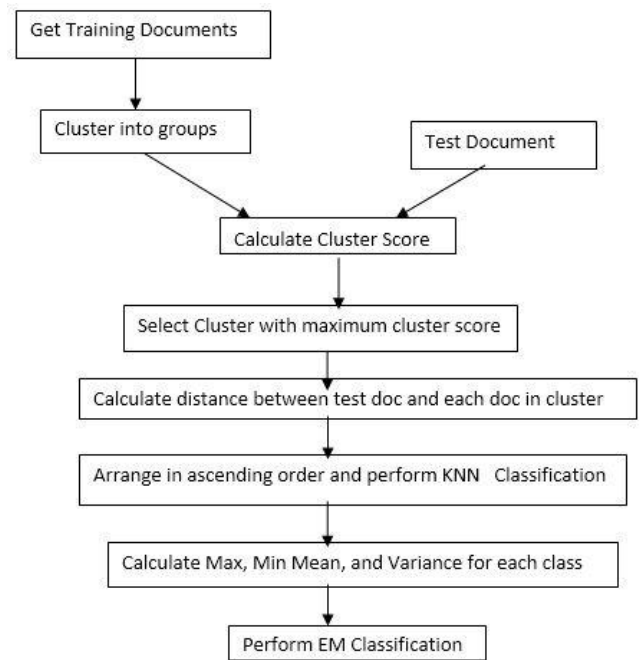 Get Training Documents
Cluster into groups
Test Document
Calculate Cluster Score
Select Cluster with maximum cluster score
Calculate distance between test doc and each doc in cluster
Arrange in ascending order and perform KNN Classification
Calculate Max, Min Mean, and Variance for each class
Perform EM Classification